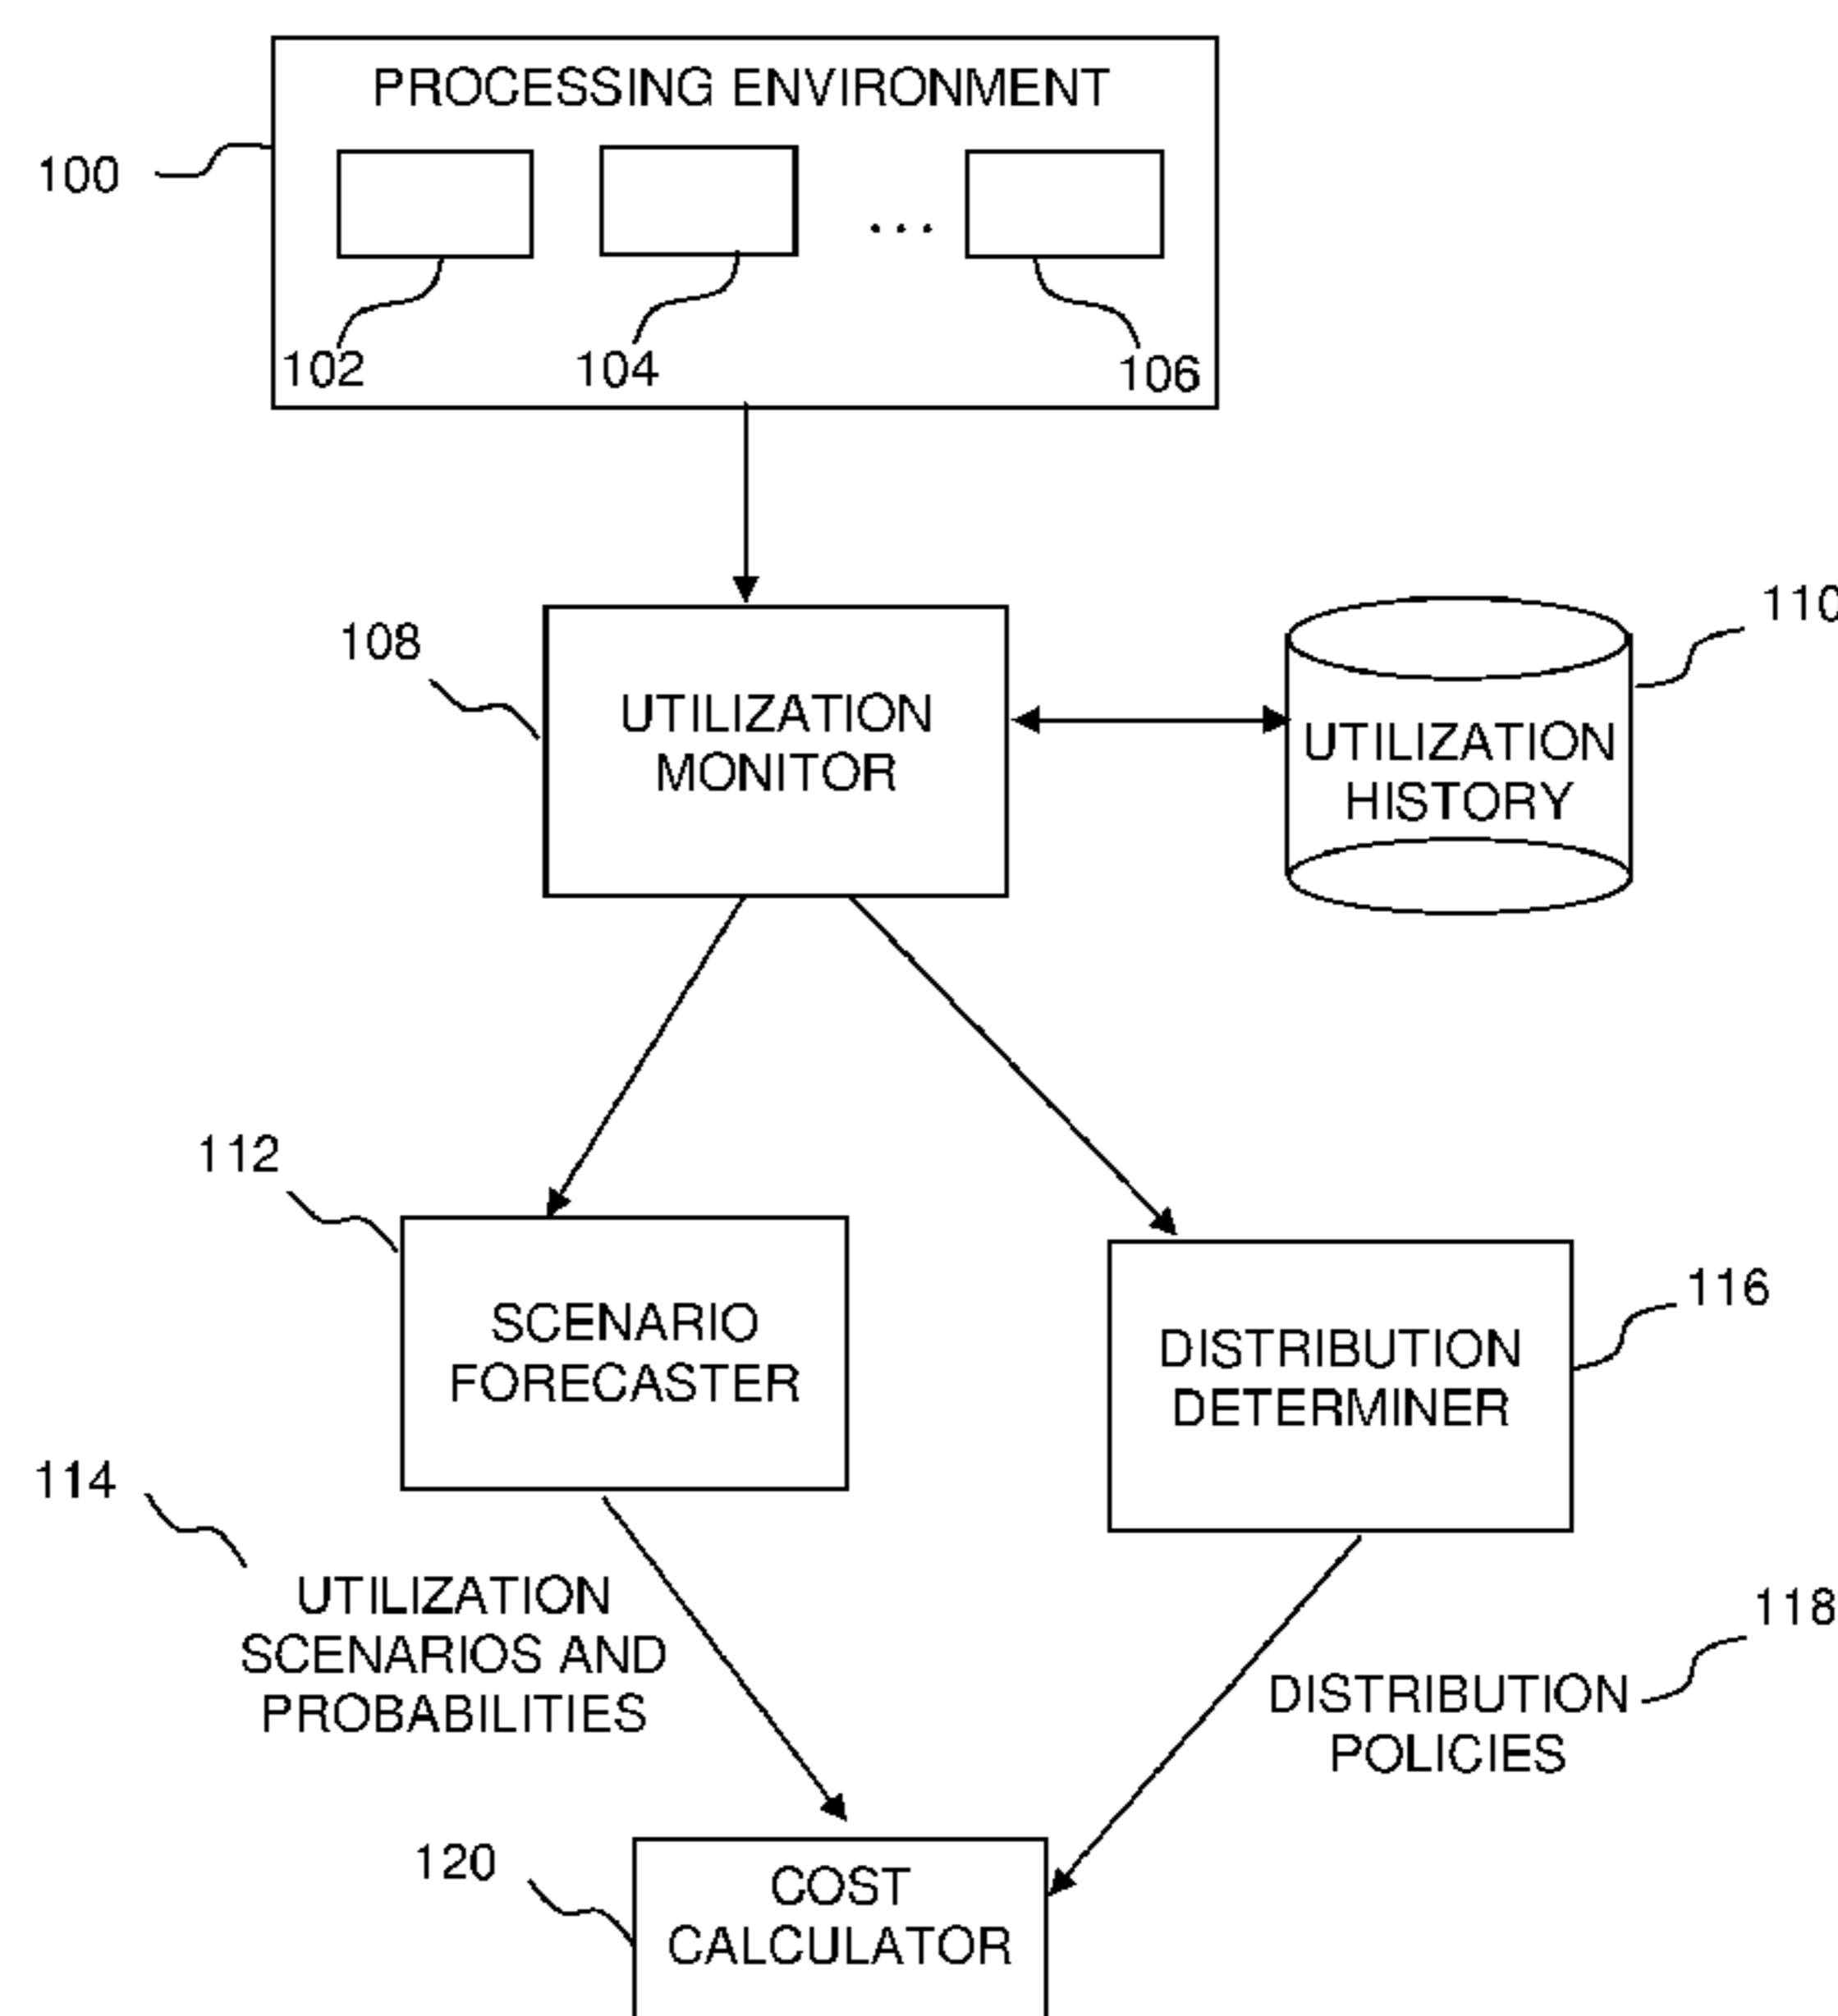 PROCESSING ENVIRONMENT
100
...
102
104
106
108
UTILIZATION
MONITOR
110
UTILIZATION
HISTORY
112
SCENARIO
FORECASTER
116
DISTRIBUTION
DETERMINER
114
UTILIZATION
SCENARIOS AND
PROBABILITIES
118
DISTRIBUTION
POLICIES
120
COST
CALCULATOR